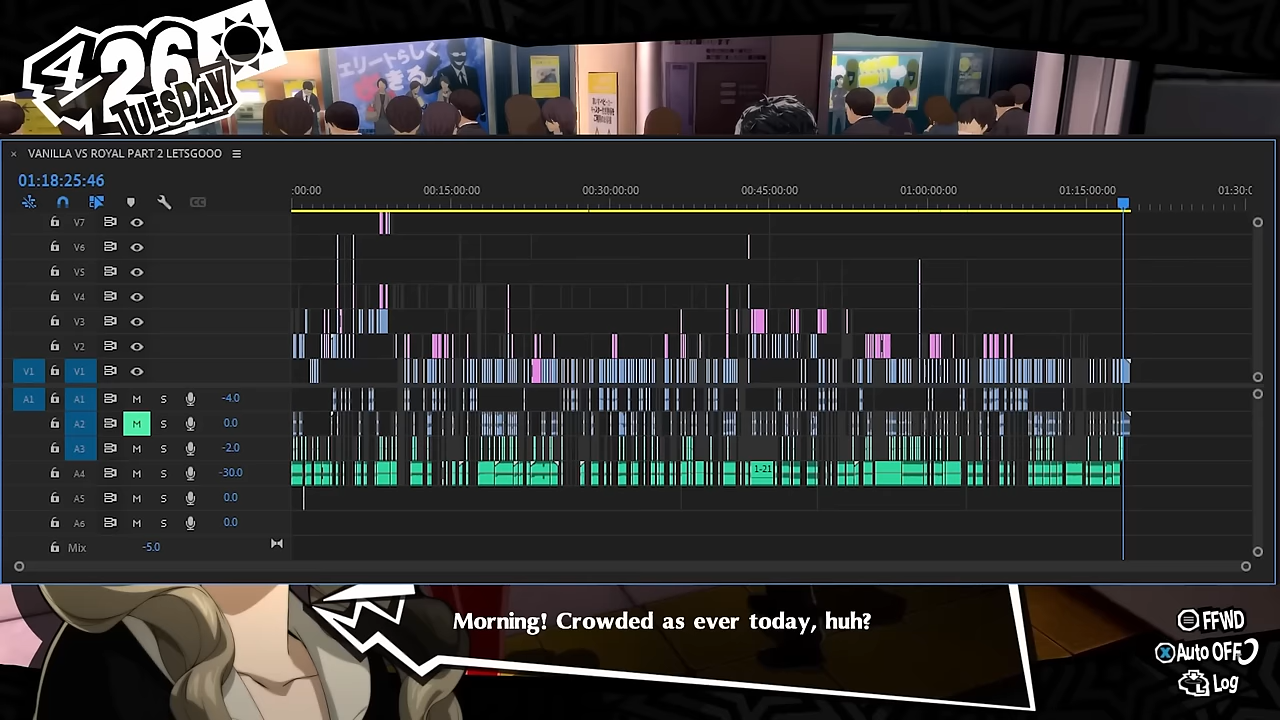 4/26
TUESDAY
エリートらしく
VANILLA VS ROYAL PART 2 LETSGOOO
01:18:25:46
:00:00
00:15:00:00
00:30:00:00
00:45:00:00
01:00:00:00
01:15:00:00
01:30:0
V7
V6
V5
V4
V3
V2
V1 V1
A1 A1 M S -4.0
A2 M S 0.0
A3 M S -2.0
A4 M S -30.0
1-21
A5 M S 0.0
A6 M S 0.0
Mix -5.0
Morning! Crowded as ever today, huh?
FFWD
Auto OFF
Log